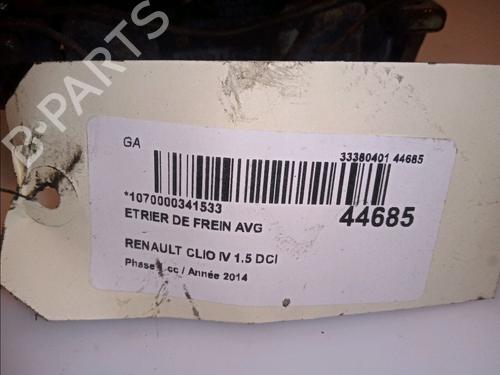 B-PARTS
GA
33380401 44685
*1070000341533
44685
ETRIER DE FREIN AVG
RENAULT CLIO IV 1.5 DCI
Phase cc / Année 2014